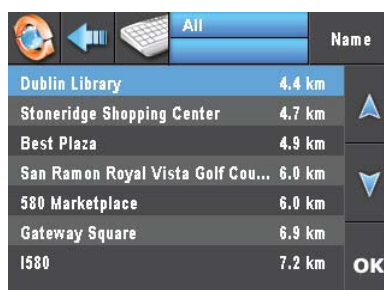 All
Name
Dublin Library 4.4 km
Stoneridge Shopping Center 4.7 km
Best Plaza 4.9 km
San Ramon Royal Vista Golf Cou... 6.0 km
580 Marketplace 6.0 km
Gateway Square 6.9 km
I580 7.2 km
OK